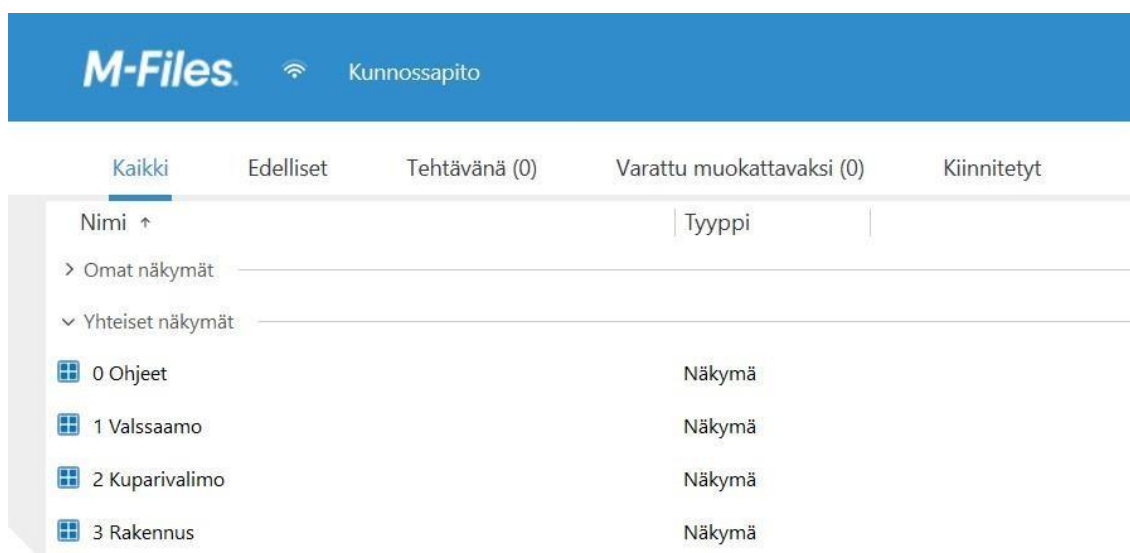 M-Files. Kunnossapito
Kaikki Edelliset Tehtävänä (0) Varattu muokattavaksi (0) Kiinnitetyt
Nimi ↑ Tyyppi
Omat näkymät
Yhteiset näkymät
0 Ohjeet Näkymä
1 Valssaamo Näkymä
2 Kuparivalimo Näkymä
3 Rakennus Näkymä